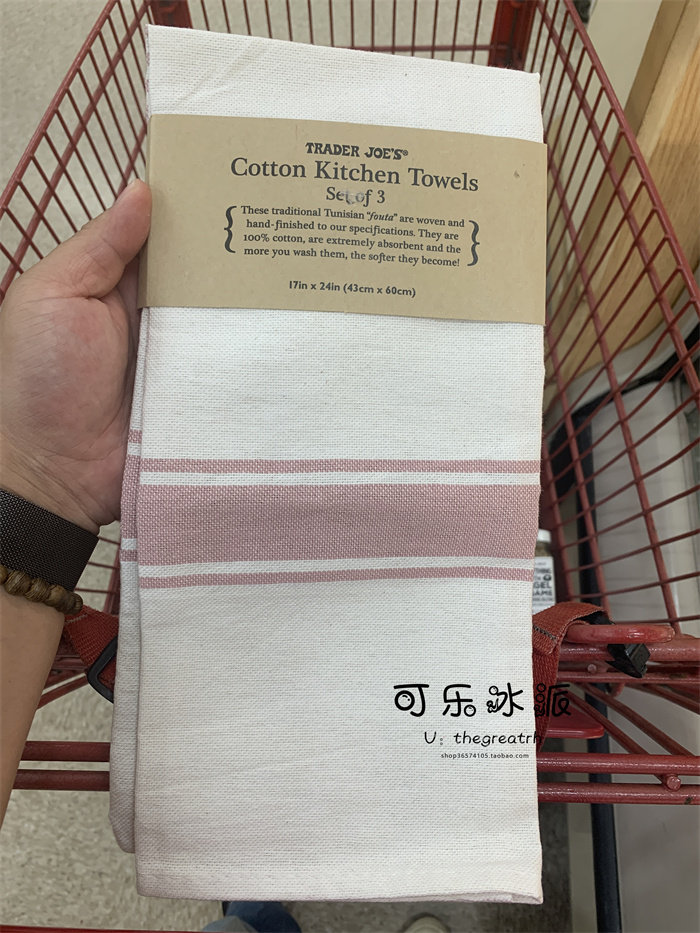 TRADER JOE'S®
Cotton Kitchen Towels
Set of 3
These traditional Tunisian "fouta" are woven and
hand-finished to our specifications. They are
100% cotton, are extremely absorbent and the
more you wash them, the softer they become!
17in x 24in (43cm x 60cm)
可乐冰派
U: thegreatrh
shop36574105.taobao.com